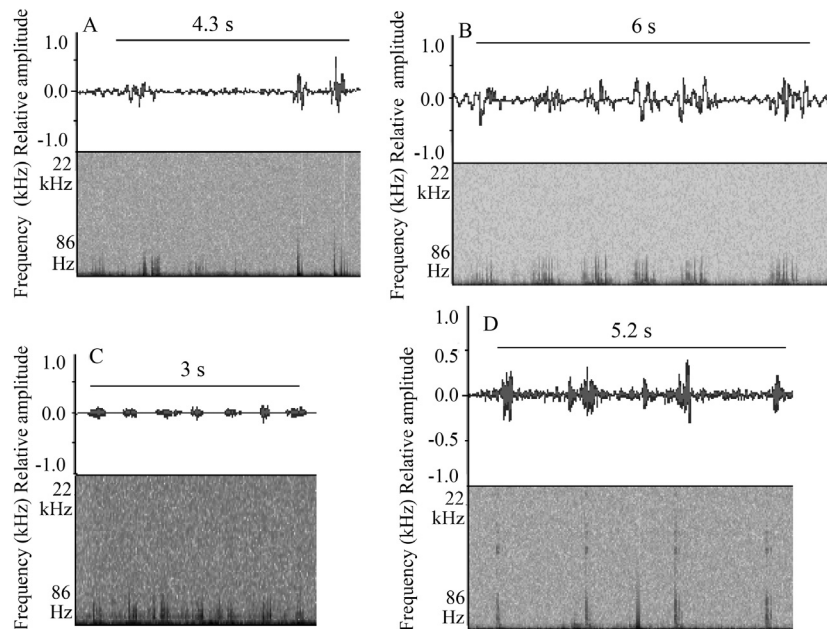 A
4.3 s
1.0
0.0
-1.0
22
kHz
86
Hz
Frequency (kHz) Relative amplitude
B
6 s
1.0
0.0
-1.0
22
kHz
86
Hz
Frequency (kHz) Relative amplitude
C
3 s
1.0
0.0
-1.0
22
kHz
86
Hz
Frequency (kHz) Relative amplitude
D
5.2 s
1.0
0.5
0.0
-0.5
-1.0
22
kHz
86
Hz
Frequency (kHz) Relative amplitude